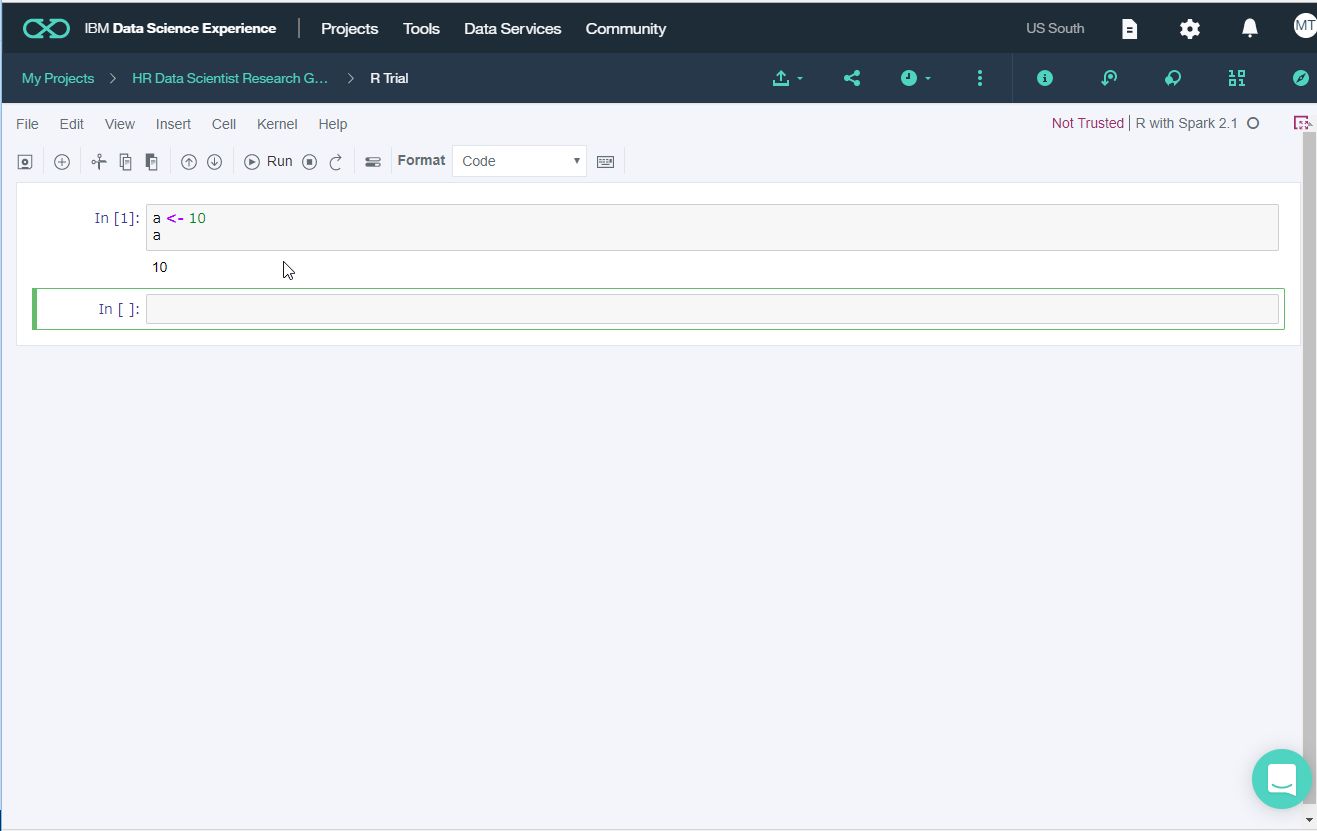 IBM Data Science Experience | Projects Tools Data Services Community US South MT
My Projects > HR Data Scientist Research G... > R Trial
File Edit View Insert Cell Kernel Help Not Trusted | R with Spark 2.1
Run Format Code
In [1]: a <- 10
a
10
In [ ]: